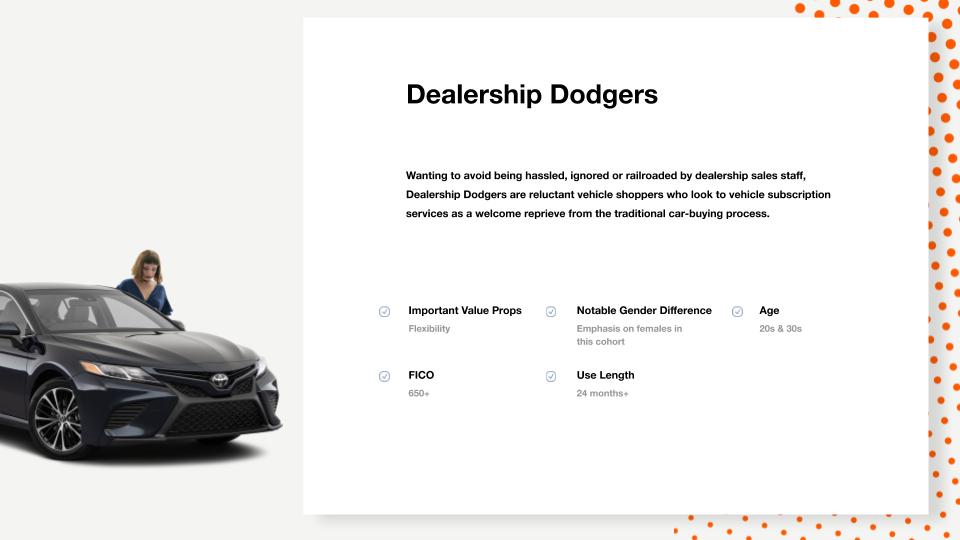 Dealership Dodgers
Wanting to avoid being hassled, ignored or railroaded by dealership sales staff,
Dealership Dodgers are reluctant vehicle shoppers who look to vehicle subscription
services as a welcome reprieve from the traditional car-buying process.
Important Value Props
Flexibility
Notable Gender Difference
Emphasis on females in
this cohort
Age
20s & 30s
FICO
650+
Use Length
24 months+